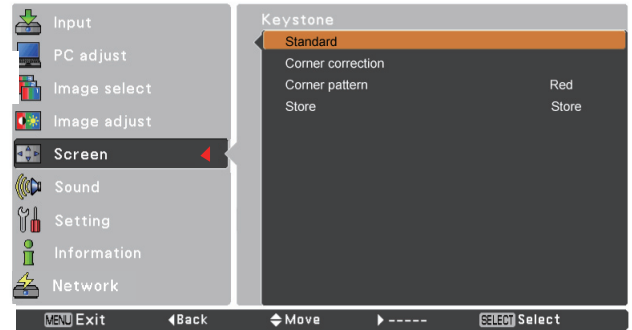 Input
PC adjust
Image select
Image adjust
Screen
Sound
Setting
Information
Network
Keystone
Standard
Corner correction
Corner pattern Red
Store Store
MENU Exit Back Move ----- SELECT Select